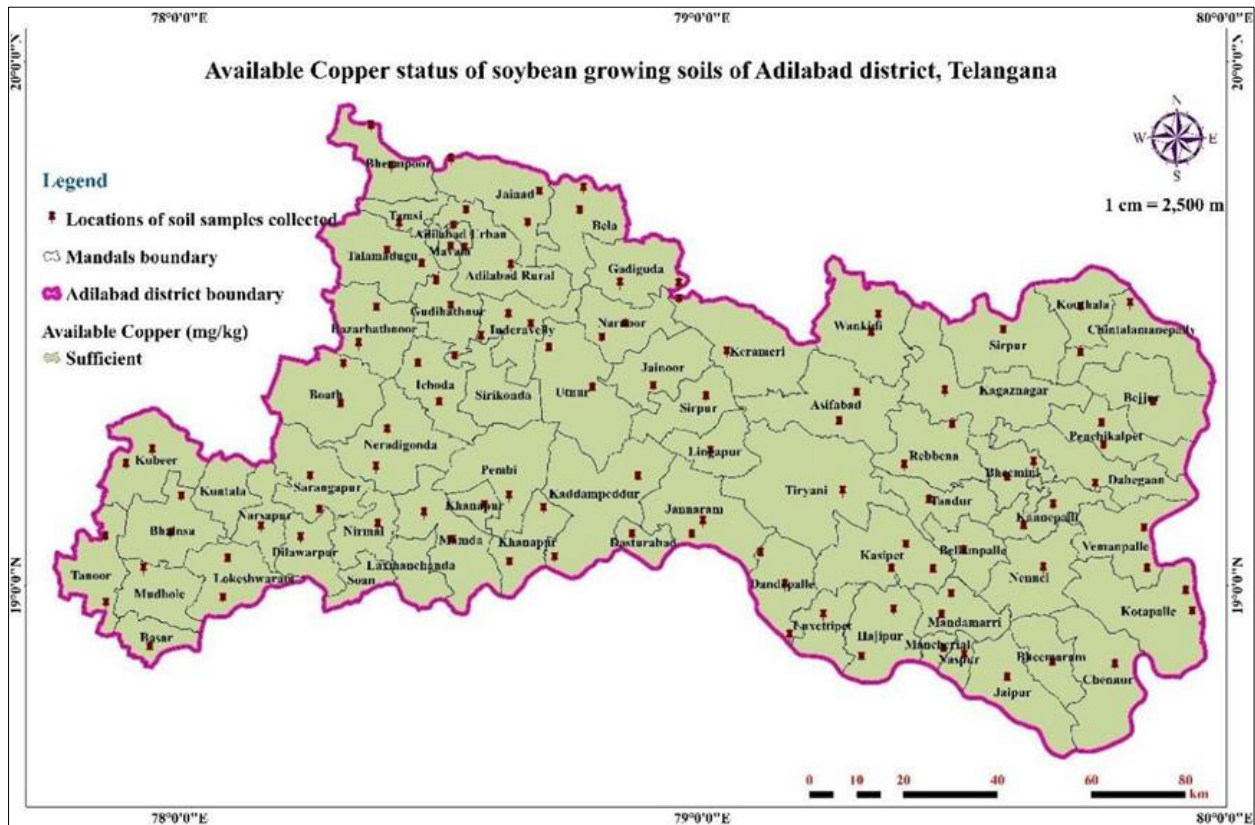 78°0'0"E 79°0'0"E 80°0'0"E
20°0'0"N
20°0'0"N
Available Copper status of soybean growing soils of Adilabad district, Telangana
N
W E
S
1 cm = 2,500 m
Legend
Locations of soil samples collected
Mandals boundary
Adilabad district boundary
Available Copper (mg/kg)
Sufficient
Bheempoor
Jainad
Tamsi
Bela
Adilabad Urban
Mavala
Talamadugu
Adilabad Rural
Gadiguda
Gudihathnur
Bazarhathnoor
Inderavelly
Narnoor
Wankidi
Kouthala
Chintalamanepally
Sirpur
Kerameri
Jainoor
Ichoda
Sirikonda
Utnur
Boath
Sirpur
Asifabad
Kagaznagar
Bejjur
Penchikalpet
Neradigonda
Lingapur
Rebbena
Bheemini
Kubeer
Kuntala
Sarangapur
Pembi
Kaddampeddur
Tiryani
Dahegaon
Tandur
Kannepalli
Khanapur
Jannaram
Narsapur
Bhainsa
Nirmal
Dilawarpur
Mamda
Khanapur
Dasturabad
Kasipet
Bellampalle
Vemanpalle
Tanoor
Mudhole
Lokeshwaram
Soan
Laxmanchanda
Dandepalle
Nennel
Kotapalle
Basar
Luxettipet
Hajipur
Mandamarri
Mancherial
Naspur
Bheemaram
Chennur
Jaipur
19°0'0"N
19°0'0"N
0 10 20 40 60 80
km
78°0'0"E 79°0'0"E 80°0'0"E